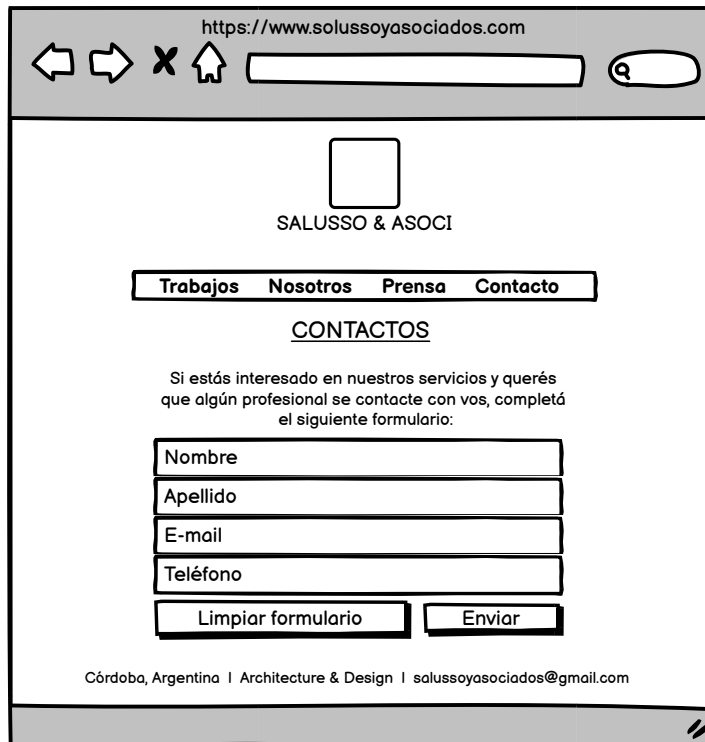 https://www.solussoyasociados.com
SALUSSO & ASOCI
Trabajos Nosotros Prensa Contacto
CONTACTOS
Si estás interesado en nuestros servicios y querés
que algún profesional se contacte con vos, completá
el siguiente formulario:
Nombre
Apellido
E-mail
Teléfono
Limpiar formulario Enviar
Córdoba, Argentina I Architecture & Design I salussoyasociados@gmail.com